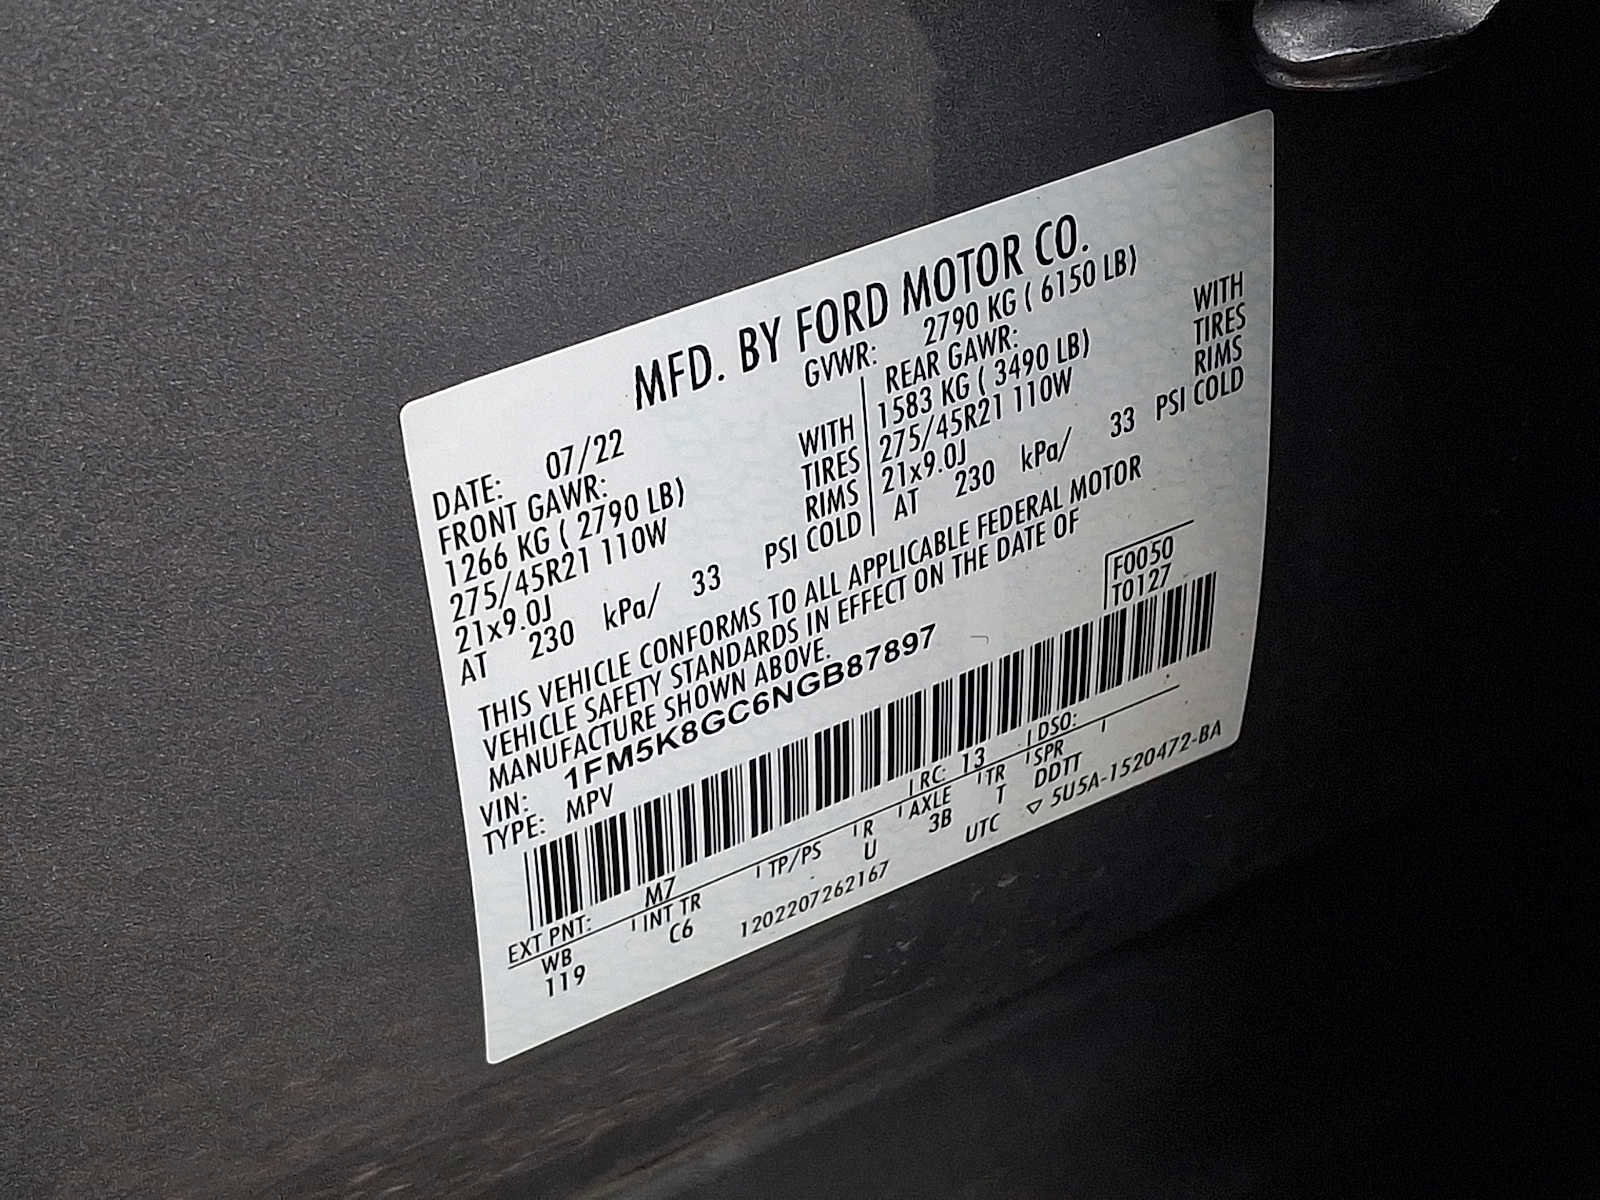 MFD. BY FORD MOTOR CO.
DATE: 07/22 GVWR: 2790 KG ( 6150 LB)
FRONT GAWR:
1266 KG ( 2790 LB) WITH
275/45R21 110W TIRES
21x9.0J RIMS
AT 230 kPa/ 33 PSI COLD
REAR GAWR:
1583 KG ( 3490 LB) WITH
275/45R21 110W TIRES
21x9.0J RIMS
AT 230 kPa/ 33 PSI COLD
THIS VEHICLE CONFORMS TO ALL APPLICABLE FEDERAL MOTOR
VEHICLE SAFETY STANDARDS IN EFFECT ON THE DATE OF
MANUFACTURE SHOWN ABOVE.
VIN: 1FM5K8GC6NGB87897
TYPE: MPV
F0050
T0127
EXT PNT: M7 RC: 13 DSO:
WB INT TR TP/PS R AXLE TR SPR
119 C6 U 3B T DDTT
1202207262167 UTC ▽ 5U5A-1520472-BA